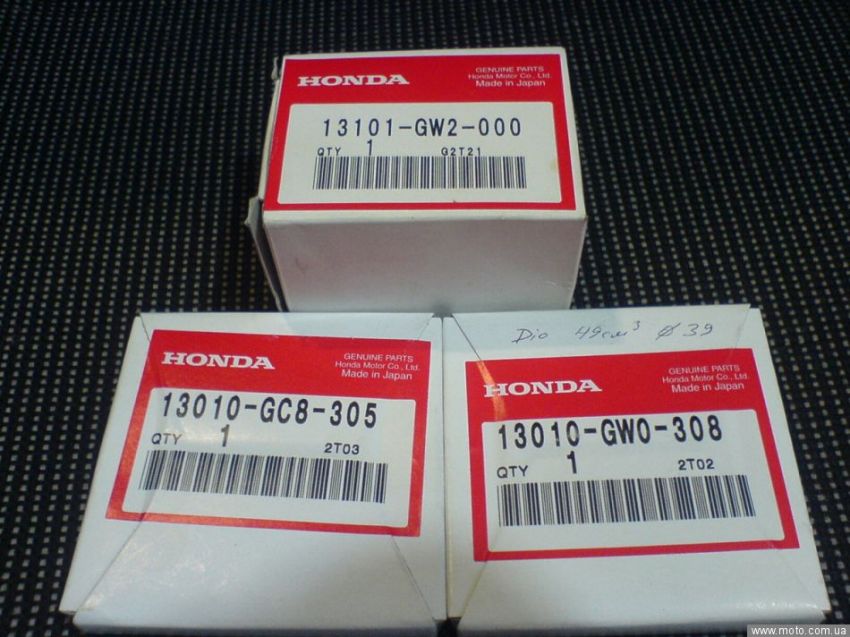 HONDA
GENUINE PARTS
Honda Motor Co., Ltd.
Made in Japan
13101-GW2-000
QTY 1 G2T21
HONDA
GENUINE PARTS
Honda Motor Co., Ltd.
Made in Japan
13010-GC8-305
QTY 1 2T03
Dio 49см³ Ø39
HONDA
GENUINE PARTS
Honda Motor Co., Ltd.
Made in Japan
13010-GW0-308
QTY 1 2T02
www.moto.com.ua